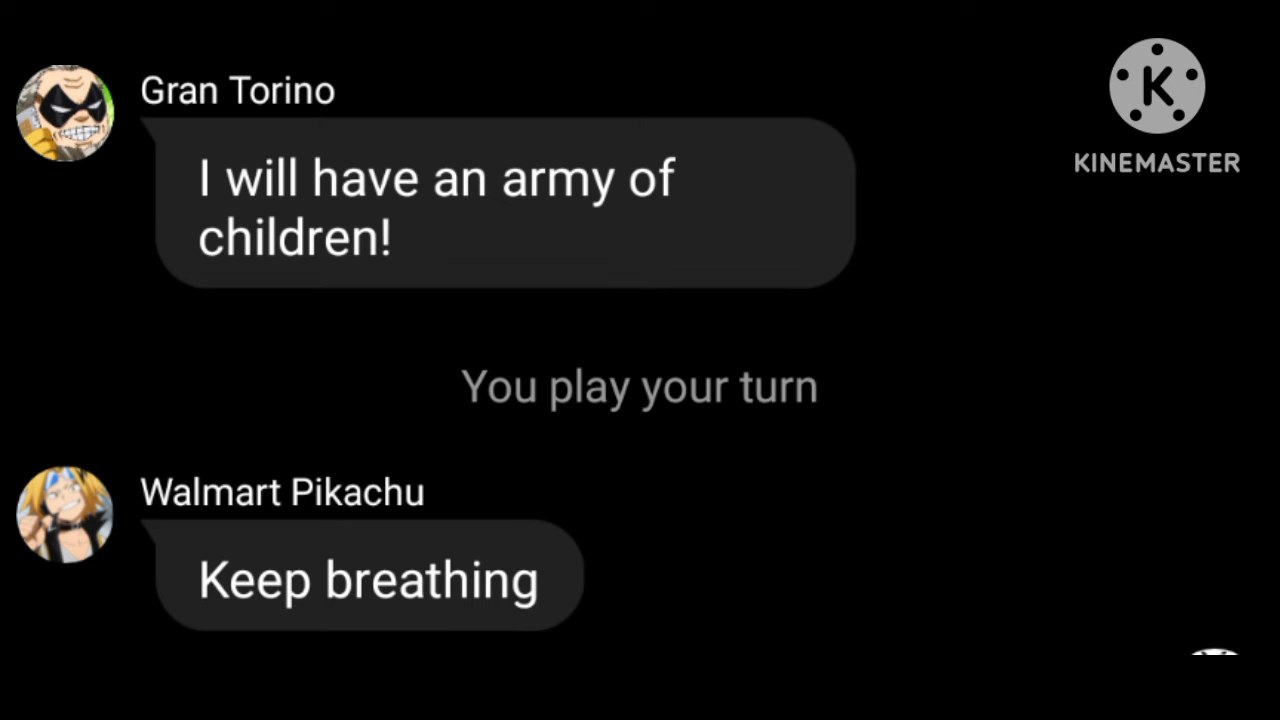 Gran Torino
I will have an army of
children!
You play your turn
Walmart Pikachu
Keep breathing
K
KINEMASTER